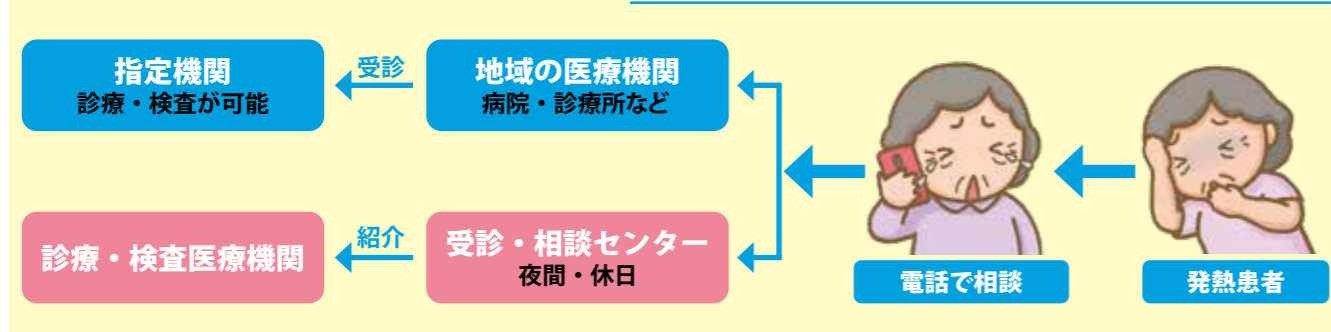 指定機関
診療・検査が可能
受診
地域の医療機関
病院・診療所など
診療・検査医療機関
紹介
受診・相談センター
夜間・休日
電話で相談
発熱患者